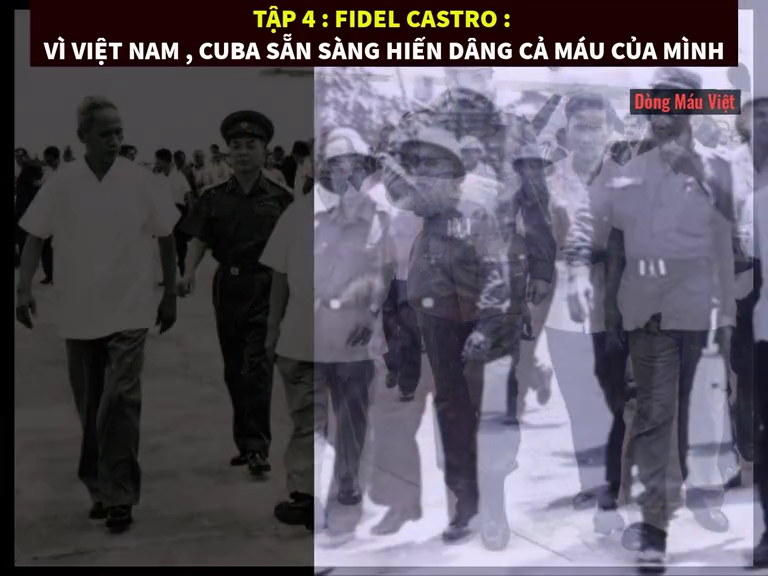 TẬP 4 : FIDEL CASTRO :
VÌ VIỆT NAM , CUBA SẴN SÀNG HIẾN DÂNG CẢ MÁU CỦA MÌNH
Dòng Máu Việt